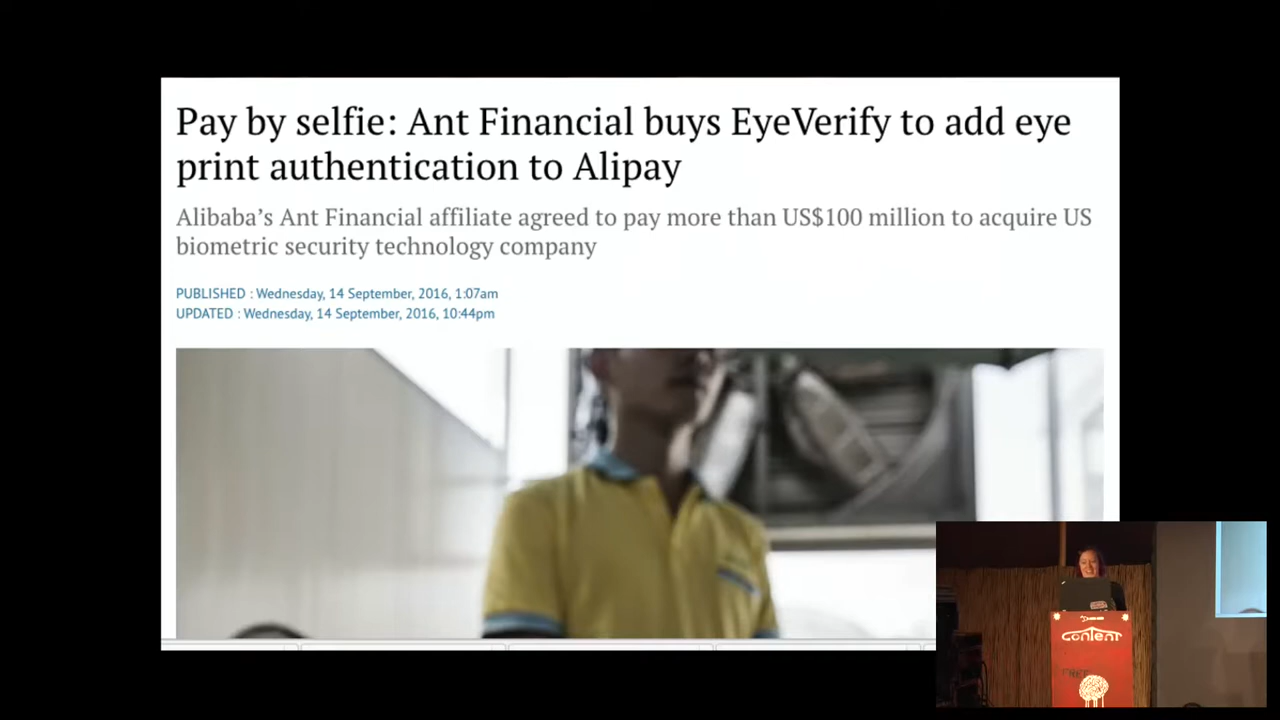 Pay by selfie: Ant Financial buys EyeVerify to add eye
print authentication to Alipay
Alibaba’s Ant Financial affiliate agreed to pay more than US$100 million to acquire US
biometric security technology company
PUBLISHED : Wednesday, 14 September, 2016, 1:07am
UPDATED : Wednesday, 14 September, 2016, 10:44pm
content